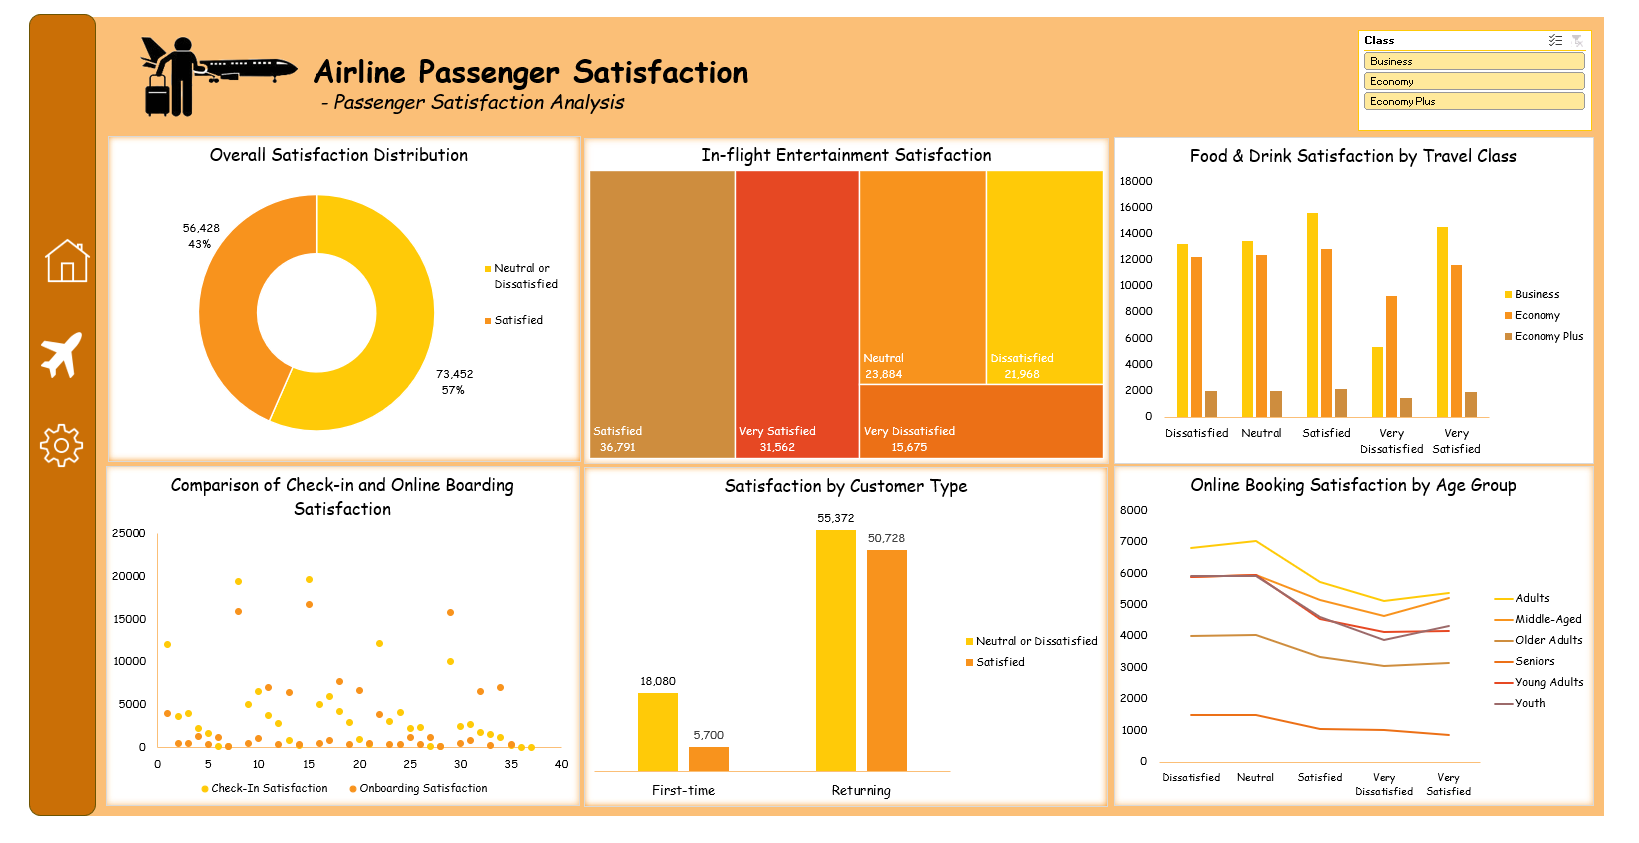 Airline Passenger Satisfaction
- Passenger Satisfaction Analysis
Class
Business
Economy
Economy Plus
Overall Satisfaction Distribution
56,428
43%
73,452
57%
Neutral or
Dissatisfied
Satisfied
In-flight Entertainment Satisfaction
Satisfied
36,791
Very Satisfied
31,562
Neutral
23,884
Dissatisfied
21,968
Very Dissatisfied
15,675
Food & Drink Satisfaction by Travel Class
18000
16000
14000
12000
10000
8000
6000
4000
2000
0
Dissatisfied Neutral Satisfied Very Dissatisfied Very Satisfied
Business
Economy
Economy Plus
Comparison of Check-in and Online Boarding
Satisfaction
25000
20000
15000
10000
5000
0
0 5 10 15 20 25 30 35 40
Check-In Satisfaction Onboarding Satisfaction
Satisfaction by Customer Type
18,080
5,700
55,372
50,728
First-time Returning
Neutral or Dissatisfied
Satisfied
Online Booking Satisfaction by Age Group
8000
7000
6000
5000
4000
3000
2000
1000
0
Dissatisfied Neutral Satisfied Very Dissatisfied Very Satisfied
Adults
Middle-Aged
Older Adults
Seniors
Young Adults
Youth